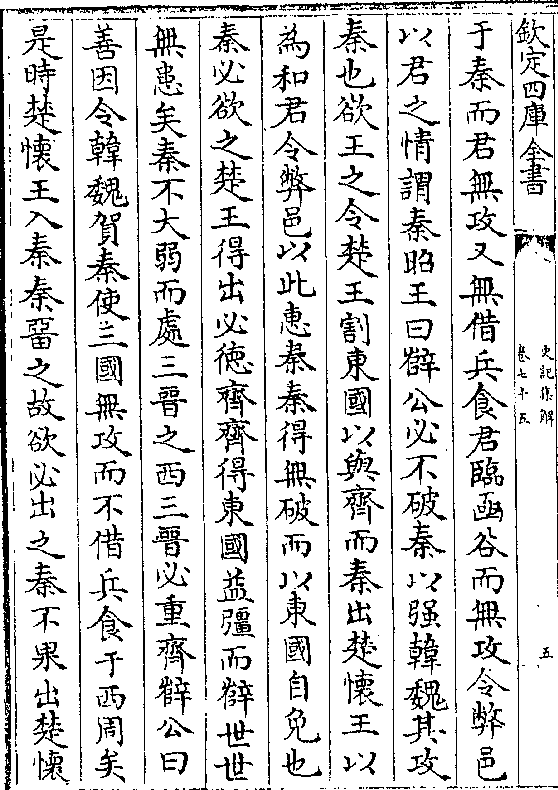 欽定四庫全書
史記集解
卷七十五
五
于秦而君無攻又無借兵食君臨函谷而無攻令弊邑
以君之情謂秦昭王曰薛公必不破秦以强韓魏其攻
秦也欲王之令楚王割東國以與齊而秦出楚懷王以
為和君令弊邑以此惠秦秦得無破而以東國自免也
秦必欲之楚王得出必徳齊齊得東國益彊而薛世世
無患矣秦不大弱而處三晋之西三晋必重齊薛公曰
善因令韓魏賀秦使三國無攻而不借兵食于西周矣
是時楚懷王入秦秦留之故欲必出之秦不果出楚懷